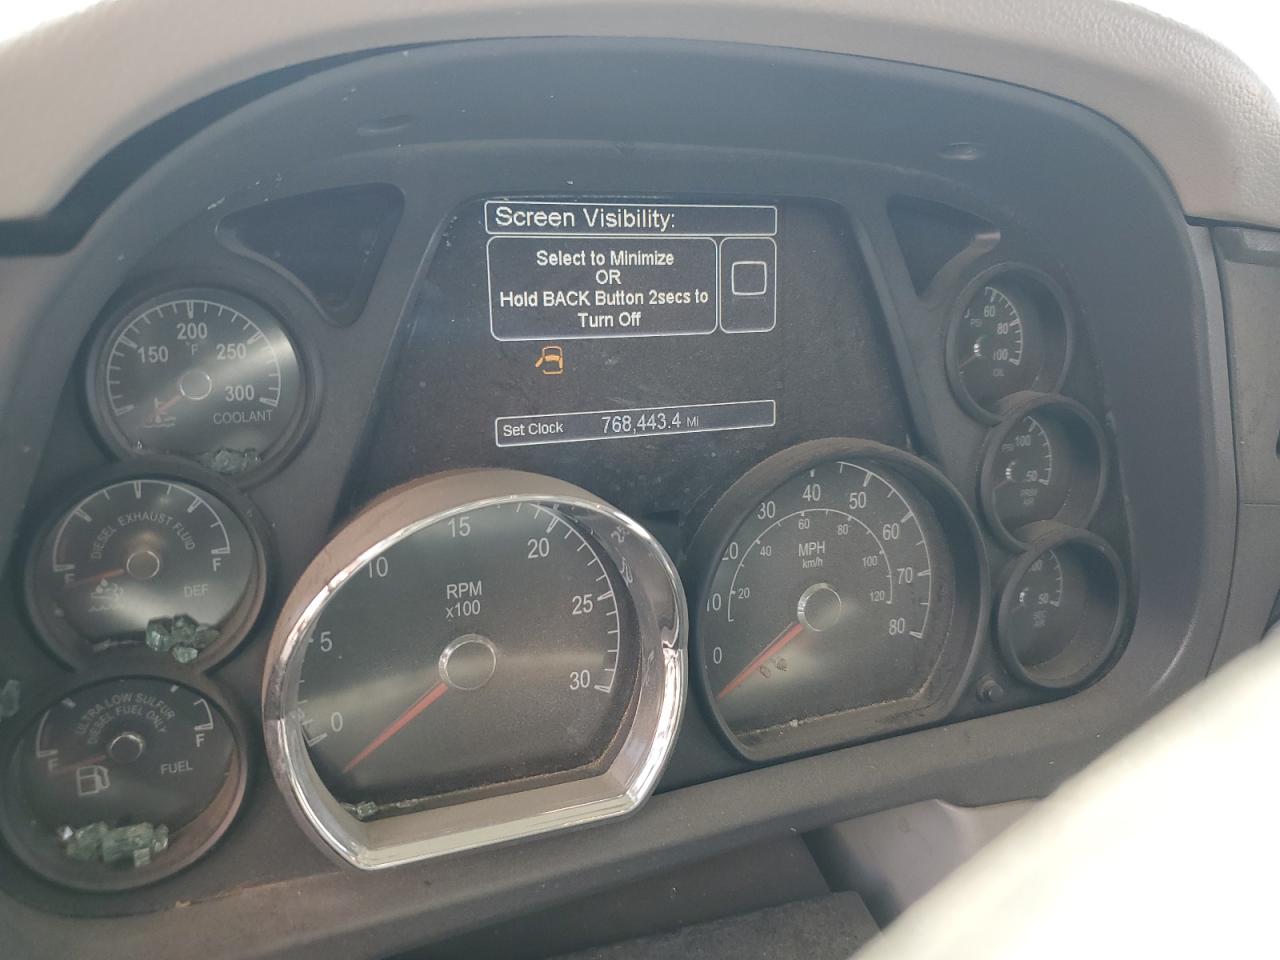 Screen Visibility:
Select to Minimize
OR
Hold BACK Button 2secs to
Turn Off
Set Clock 768,443.4 MI
150 200 250 300
°F
COOLANT
DIESEL EXHAUST FLUID
E F
DEF
ULTRA LOW SULFUR
DIESEL FUEL ONLY
E F
FUEL
0 5 10 15 20 25 30
RPM
x100
0 10 20 30 40 50 60 70 80
20 40 60 80 100 120
MPH
km/h
60
PSI 80
100
OIL
100
PSI
50
50